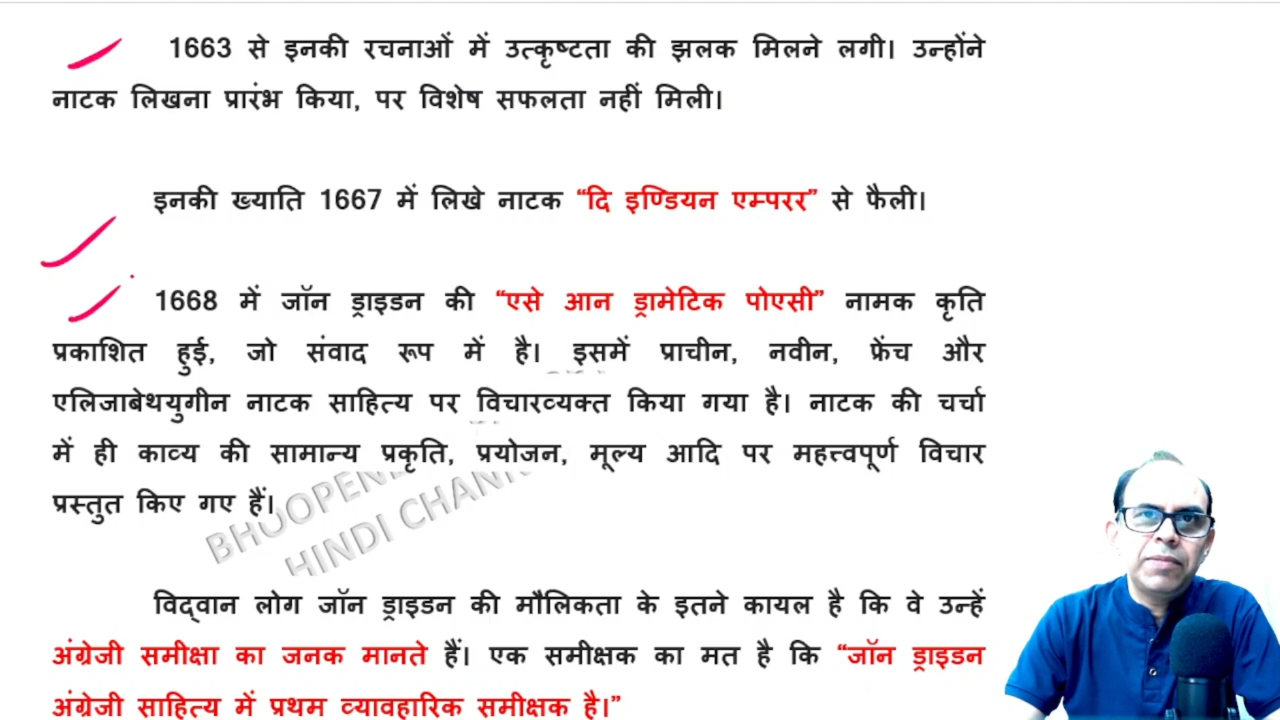 1663 से इनकी रचनाओं में उत्कृष्टता की झलक मिलने लगी। उन्होंने
नाटक लिखना प्रारंभ किया, पर विशेष सफलता नहीं मिली।
इनकी ख्याति 1667 में लिखे नाटक “दि इण्डियन एम्परर” से फैली।
1668 में जॉन ड्राइडन की “एसे आन ड्रामेटिक पोएसी” नामक कृति
प्रकाशित हुई, जो संवाद रूप में है। इसमें प्राचीन, नवीन, फ्रेंच और
एलिजाबेथयुगीन नाटक साहित्य पर विचारव्यक्त किया गया है। नाटक की चर्चा
में ही काव्य की सामान्य प्रकृति, प्रयोजन, मूल्य आदि पर महत्त्वपूर्ण विचार
प्रस्तुत किए गए हैं।
HINDI
विद्वान लोग जॉन ड्राइडन की मौलिकता के इतने कायल है कि वे उन्हें
अंग्रेजी समीक्षा का जनक मानते हैं। एक समीक्षक का मत है कि “जॉन ड्राइडन
अंग्रेजी साहित्य में प्रथम व्यावहारिक समीक्षक है।”